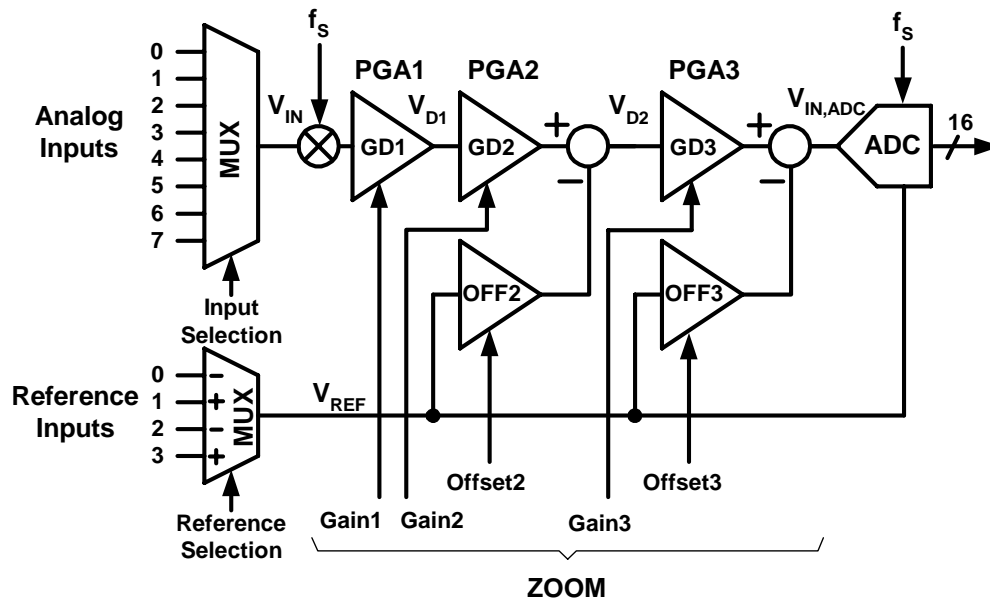 f_S
PGA1 PGA2 PGA3
f_S
0
1
2
3
4
5
6
7
Analog
Inputs
MUX
V_IN
GD1
V_D1
GD2
+
−
V_D2
GD3
+
−
V_IN,ADC
ADC
16
OFF2
OFF3
Input
Selection
Reference
Inputs
0
1
2
3
−
+
−
+
MUX
V_REF
Offset2
Offset3
Reference
Selection
Gain1
Gain2
Gain3
ZOOM